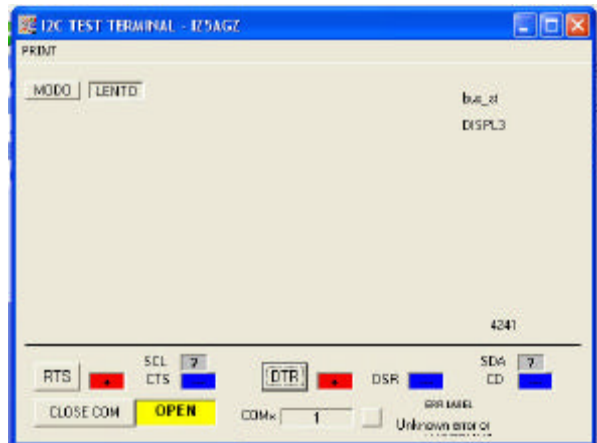 I2C TEST TERMINAL - IZ5AGZ
PRINT
MODO LENTO
bus_st
DISPL3
4241
SCL ? SDA ?
RTS + CTS DTR + DSR CD
ERR LABEL
CLOSE COM OPEN COMx 1
Unknown error or